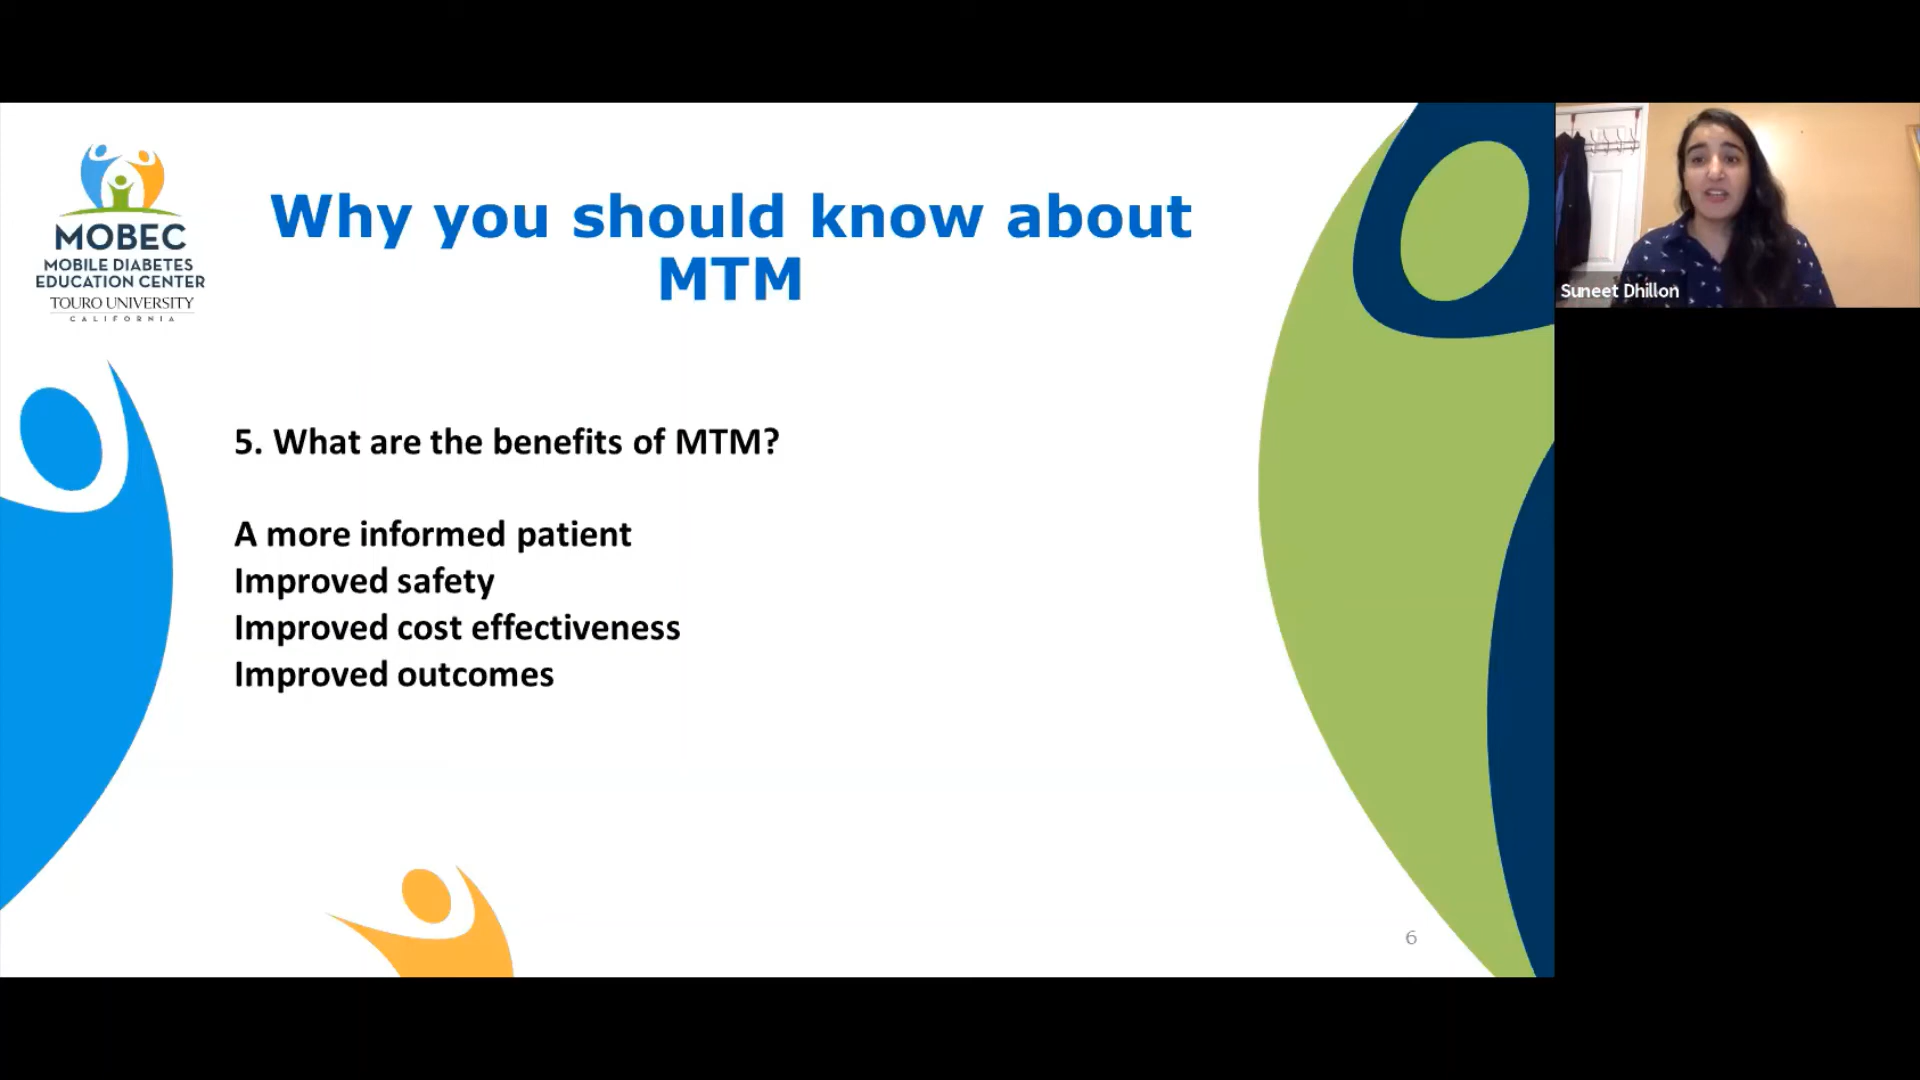 MOBEC
MOBILE DIABETES
EDUCATION CENTER
TOURO UNIVERSITY
CALIFORNIA
Why you should know about
MTM
Suneet Dhillon
5. What are the benefits of MTM?
A more informed patient
Improved safety
Improved cost effectiveness
Improved outcomes
6